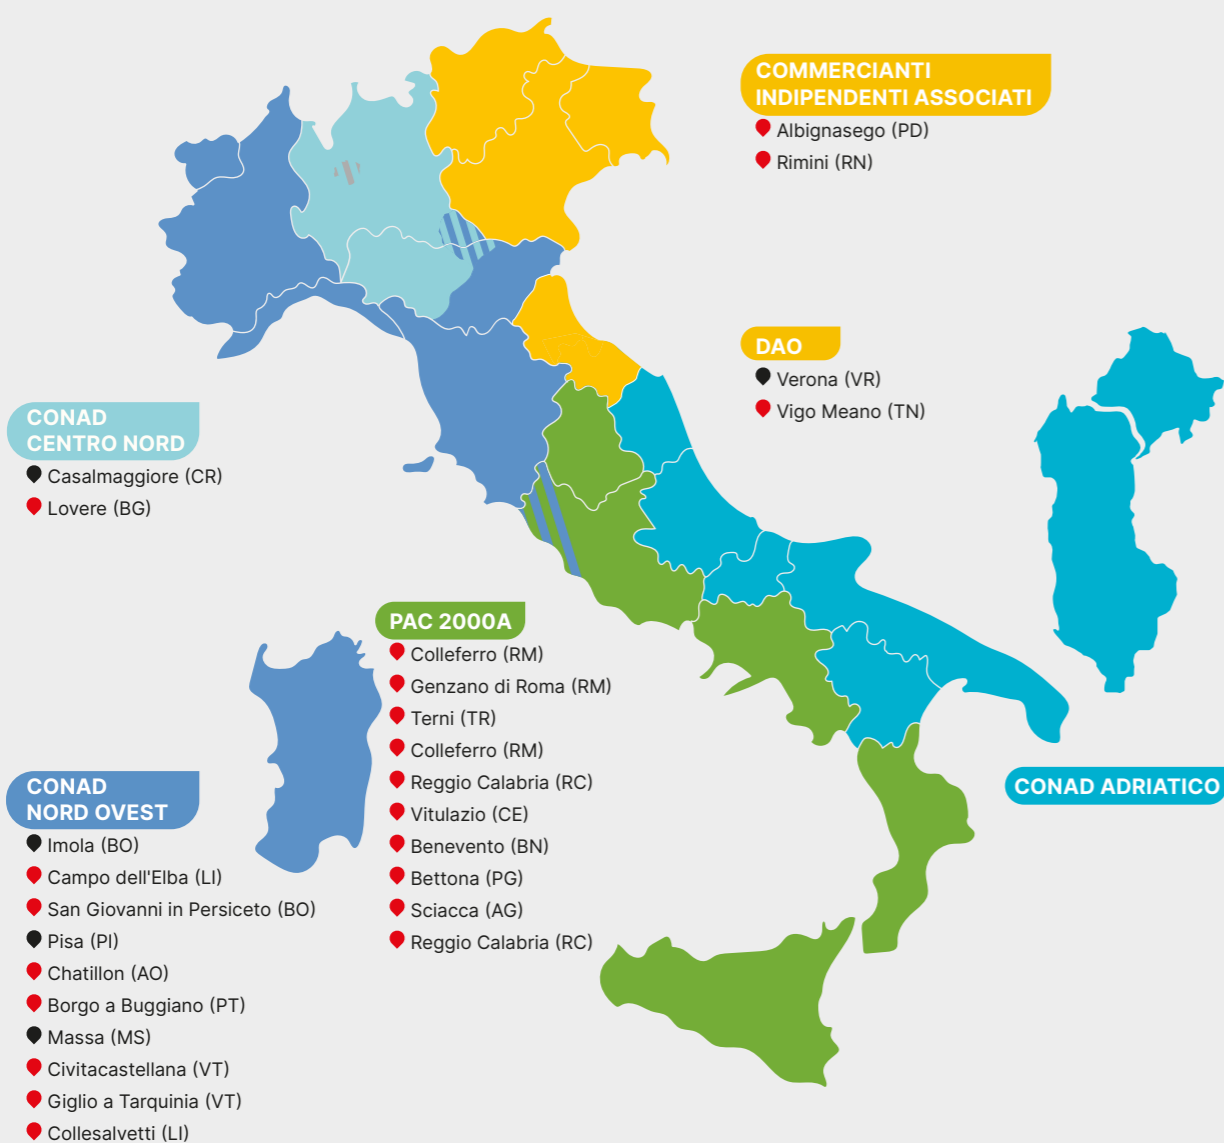 COMMERCIANTI
INDIPENDENTI ASSOCIATI
Albignasego (PD)
Rimini (RN)
DAO
Verona (VR)
Vigo Meano (TN)
CONAD
CENTRO NORD
Casalmaggiore (CR)
Lovere (BG)
PAC 2000A
Colleferro (RM)
Genzano di Roma (RM)
Terni (TR)
Colleferro (RM)
Reggio Calabria (RC)
Vitulazio (CE)
Benevento (BN)
Bettona (PG)
Sciacca (AG)
Reggio Calabria (RC)
CONAD ADRIATICO
CONAD
NORD OVEST
Imola (BO)
Campo dell'Elba (LI)
San Giovanni in Persiceto (BO)
Pisa (PI)
Chatillon (AO)
Borgo a Buggiano (PT)
Massa (MS)
Civitacastellana (VT)
Giglio a Tarquinia (VT)
Collesalvetti (LI)